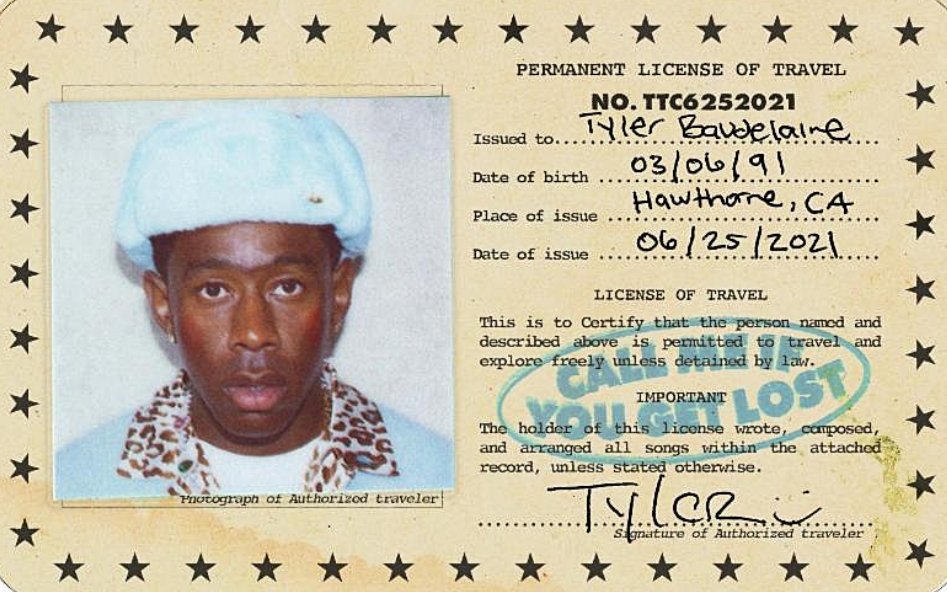 PERMANENT LICENSE OF TRAVEL
NO. TTC6252021
Issued to.... Tyler Baudelaire
Date of birth ... 03/06/91
Place of issue ... Hawthorne, CA
Date of issue ... 06/25/2021
LICENSE OF TRAVEL
This is to Certify that the person named and
described above is permitted to travel and
explore freely unless detained by law.
CALL ME IF
YOU GET LOST
IMPORTANT
The holder of this license wrote, composed,
and arranged all songs within the attached
record, unless stated otherwise.
TyLER
Signature of Authorized traveler
Photograph of Authorized traveler